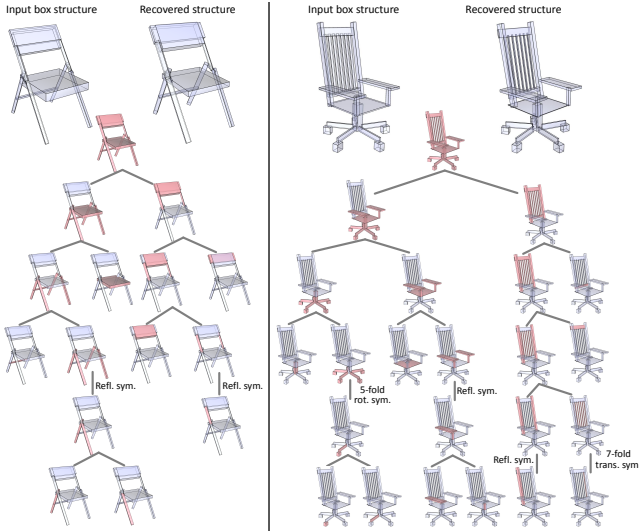 Input box structure
Recovered structure
Input box structure
Recovered structure
Refl. sym.
Refl. sym.
5-fold
rot. sym.
Refl. sym.
Refl. sym.
7-fold
trans. sym